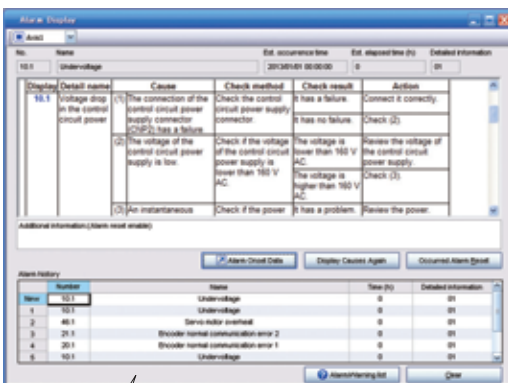 Alarm Display
Axis1
No. Name Est. occurrence time Est. elapsed time (h) Detailed information
10.1 Undervoltage 2013/01/01 00:00:00 0 01
Display Detail name Cause Check method Check result Action
10.1 Voltage drop in the control circuit power (1) The connection of the control circuit power supply connector (CNP2) has a failure Check the control circuit power supply connector. It has a failure. Connect it correctly.
It has no failure. Check (2).
(2) The voltage of the control circuit power supply is low. Check if the voltage of the control circuit power supply is lower than 160 V AC. The voltage is lower than 160 V AC. Review the voltage of the control circuit power supply.
The voltage is higher than 160 V AC. Check (3).
(3) An instantaneous Check if the power It has a problem. Review the power.
Additional information:(Alarm reset enable)
Alarm Onset Data Display Causes Again Occurred Alarm Reset
Alarm history
Number Name Time (h) Detailed information
New 10.1 Undervoltage 0 01
1 10.1 Undervoltage 0 01
2 46.1 Servo motor overheat 0 01
3 21.1 Encoder normal communication error 2 0 01
4 20.1 Encoder normal communication error 1 0 01
5 10.1 Undervoltage 0 01
Alarm/Warning list Clear